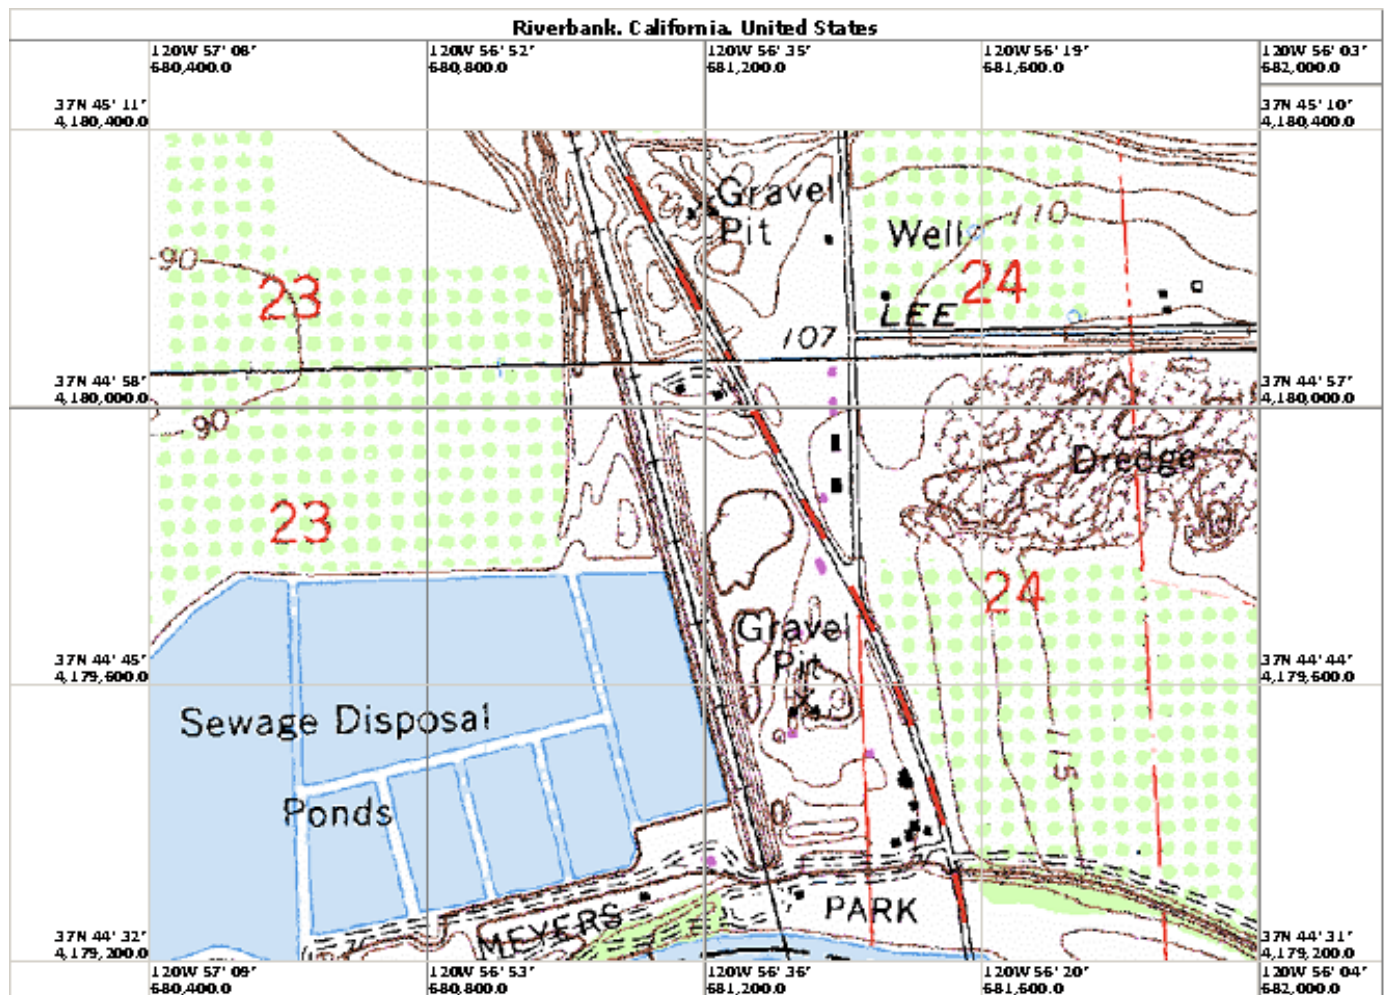 Riverbank, California, United States
120W 56' 03"
120W 57' 08" 120W 56' 52" 120W 56' 35" 120W 56' 19"
680,400.0 680,800.0 681,200.0 681,600.0 682,000.0
37N 45' 11" 37N 45' 10"
4,180,400.0 4,180,400.0
Gravel
Pit
110
Well
90
23
24
LEE
107
37N 44' 58" 37N 44' 57"
4,180,000.0 4,180,000.0
90
Dredge
23
24
Gravel
Pit
37N 44' 45" 37N 44' 44"
4,179,600.0 4,179,600.0
Sewage Disposal
115
Ponds
PARK
MEYERS
37N 44' 32" 37N 44' 31"
4,179,200.0 4,179,200.0
120W 57' 09" 120W 56' 53" 120W 56' 36" 120W 56' 20" 120W 56' 04"
680,400.0 680,800.0 681,200.0 681,600.0 682,000.0